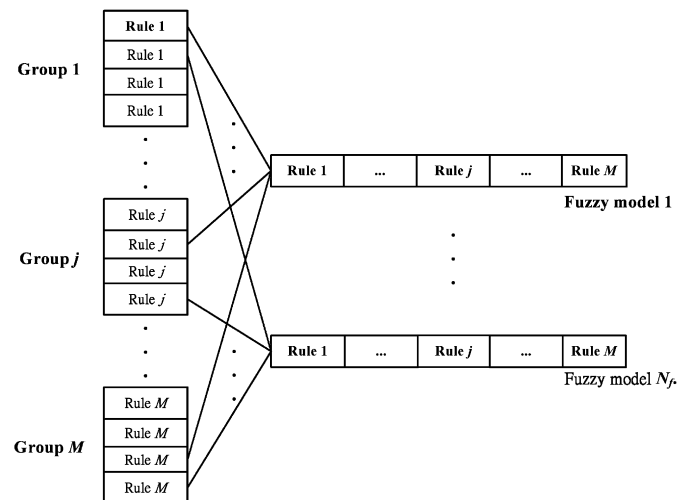 Rule 1
Rule 1
Group 1
Rule 1
Rule 1
Rule 1 ... Rule j ... Rule M
Fuzzy model 1
Rule j
Rule j
Group j
Rule j
Rule j
Rule 1 ... Rule j ... Rule M
Fuzzy model Nf.
Rule M
Rule M
Group M
Rule M
Rule M